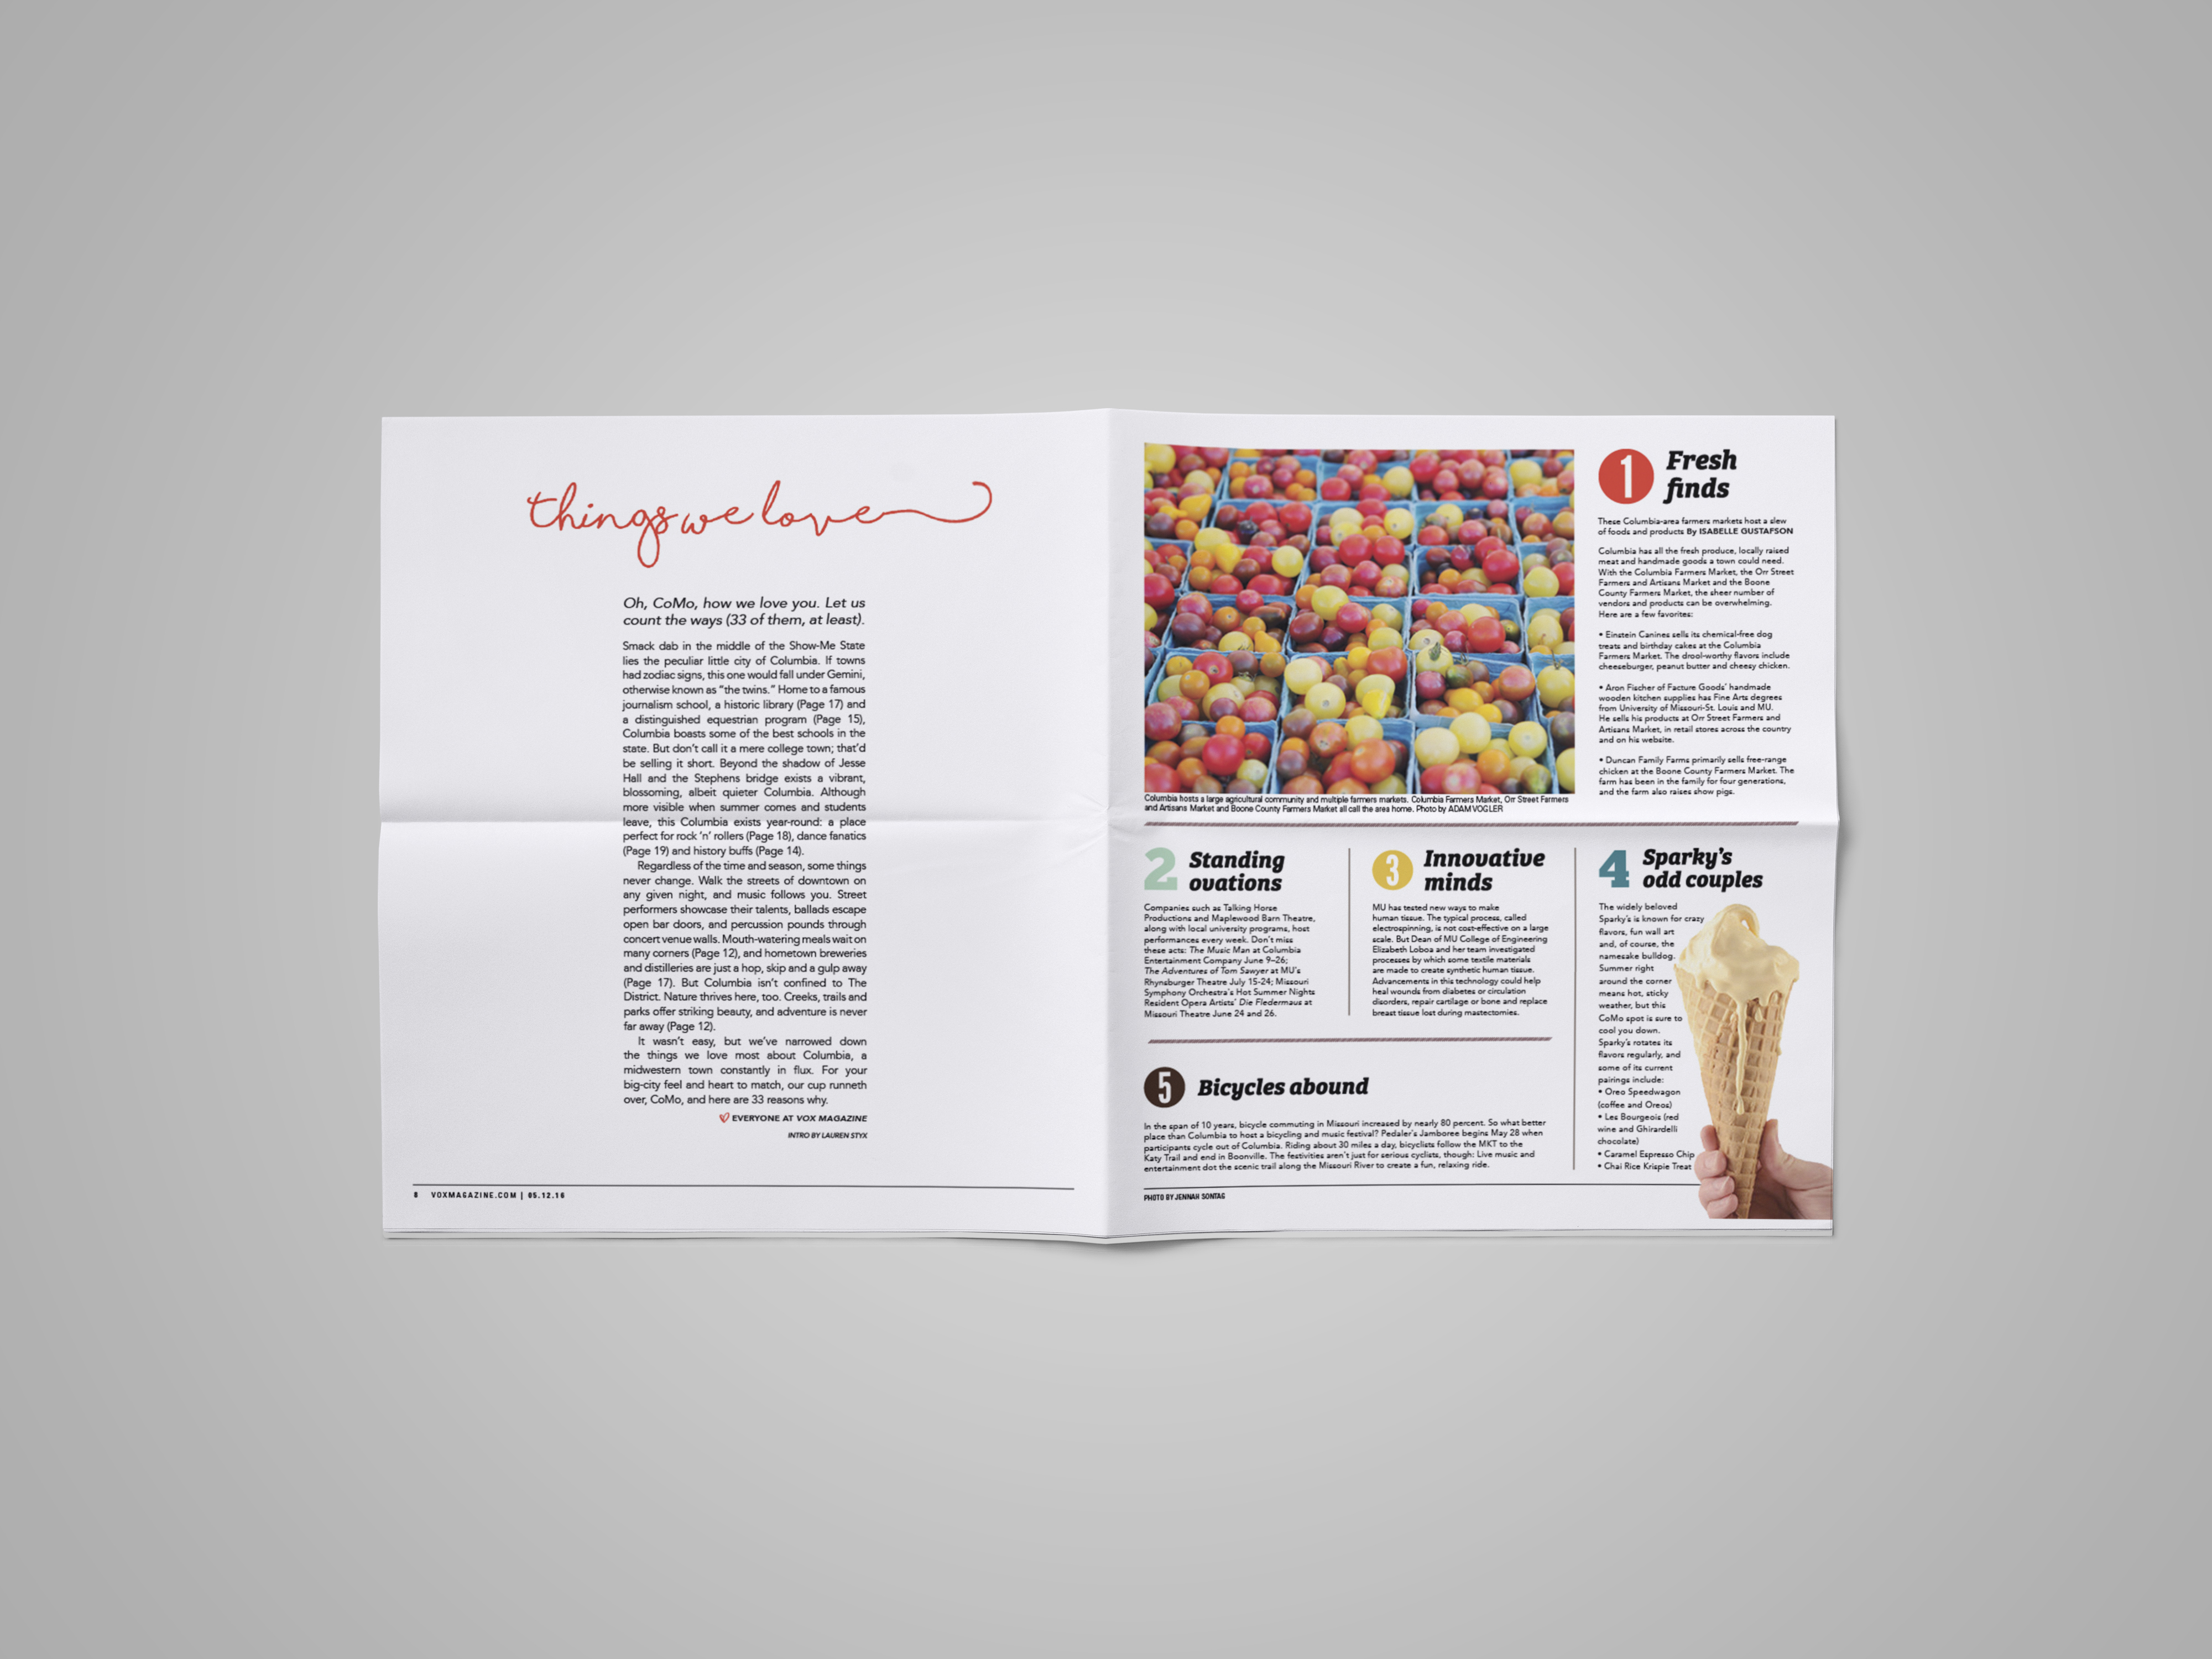 things we love
Oh, CoMo, how we love you. Let us
count the ways (33 of them, at least).
Smack dab in the middle of the Show-Me State
lies the peculiar little city of Columbia. If towns
had zodiac signs, this one would fall under Gemini,
otherwise known as “the twins.” Home to a famous
journalism school, a historic library (Page 17) and
a distinguished equestrian program (Page 15),
Columbia boasts some of the best schools in the
state. But don’t call it a mere college town; that’d
be selling it short. Beyond the shadow of Jesse
Hall and the Stephens bridge exists a vibrant,
blossoming, albeit quieter Columbia. Although
more visible when summer comes and students
leave, this Columbia exists year-round: a place
perfect for rock ’n’ rollers (Page 18), dance fanatics
(Page 19) and history buffs (Page 14).
Regardless of the time and season, some things
never change. Walk the streets of downtown on
any given night, and music follows you. Street
performers showcase their talents, ballads escape
open bar doors, and percussion pounds through
concert venue walls. Mouth-watering meals wait on
many corners (Page 12), and hometown breweries
and distilleries are just a hop, skip and a gulp away
(Page 17). But Columbia isn’t confined to The
District. Nature thrives here, too. Creeks, trails and
parks offer striking beauty, and adventure is never
far away (Page 12).
It wasn’t easy, but we’ve narrowed down
the things we love most about Columbia, a
midwestern town constantly in flux. For your
big-city feel and heart to match, our cup runneth
over, CoMo, and here are 33 reasons why.
EVERYONE AT VOX MAGAZINE
INTRO BY LAUREN STYX
8 VOXMAGAZINE.COM | 05.12.16
Columbia hosts a large agricultural community and multiple farmers markets. Columbia Farmers Market, Orr Street Farmers
and Artisans Market and Boone County Farmers Market all call the area home. Photo by ADAM VOGLER
1 Fresh
finds
These Columbia-area farmers markets host a slew
of foods and products By ISABELLE GUSTAFSON
Columbia has all the fresh produce, locally raised
meat and handmade goods a town could need.
With the Columbia Farmers Market, the Orr Street
Farmers and Artisans Market and the Boone
County Farmers Market, the sheer number of
vendors and products can be overwhelming.
Here are a few favorites:
• Einstein Canines sells its chemical-free dog
treats and birthday cakes at the Columbia
Farmers Market. The drool-worthy flavors include
cheeseburger, peanut butter and cheesy chicken.
• Aron Fischer of Facture Goods’ handmade
wooden kitchen supplies has Fine Arts degrees
from University of Missouri-St. Louis and MU.
He sells his products at Orr Street Farmers and
Artisans Market, in retail stores across the country
and on his website.
• Duncan Family Farms primarily sells free-range
chicken at the Boone County Farmers Market. The
farm has been in the family for four generations,
and the farm also raises show pigs.
2 Standing
ovations
Companies such as Talking Horse
Productions and Maplewood Barn Theatre,
along with local university programs, host
performances every week. Don’t miss
these acts: The Music Man at Columbia
Entertainment Company June 9–26;
The Adventures of Tom Sawyer at MU’s
Rhynsburger Theatre July 15-24; Missouri
Symphony Orchestra’s Hot Summer Nights
Resident Opera Artists’ Die Fledermaus at
Missouri Theatre June 24 and 26.
3 Innovative
minds
MU has tested new ways to make
human tissue. The typical process, called
electrospinning, is not cost-effective on a large
scale. But Dean of MU College of Engineering
Elizabeth Loboa and her team investigated
processes by which some textile materials
are made to create synthetic human tissue.
Advancements in this technology could help
heal wounds from diabetes or circulation
disorders, repair cartilage or bone and replace
breast tissue lost during mastectomies.
4 Sparky’s
odd couples
The widely beloved
Sparky’s is known for crazy
flavors, fun wall art
and, of course, the
namesake bulldog.
Summer right
around the corner
means hot, sticky
weather, but this
CoMo spot is sure to
cool you down.
Sparky’s rotates its
flavors regularly, and
some of its current
pairings include:
• Oreo Speedwagon
(coffee and Oreos)
• Les Bourgeois (red
wine and Ghirardelli
chocolate)
• Caramel Espresso Chip
• Chai Rice Krispie Treat
5 Bicycles abound
In the span of 10 years, bicycle commuting in Missouri increased by nearly 80 percent. So what better
place than Columbia to host a bicycling and music festival? Pedaler’s Jamboree begins May 28 when
participants cycle out of Columbia. Riding about 30 miles a day, bicyclists follow the MKT to the
Katy Trail and end in Boonville. The festivities aren’t just for serious cyclists, though: Live music and
entertainment dot the scenic trail along the Missouri River to create a fun, relaxing ride.
PHOTO BY JENNAH SONTAG